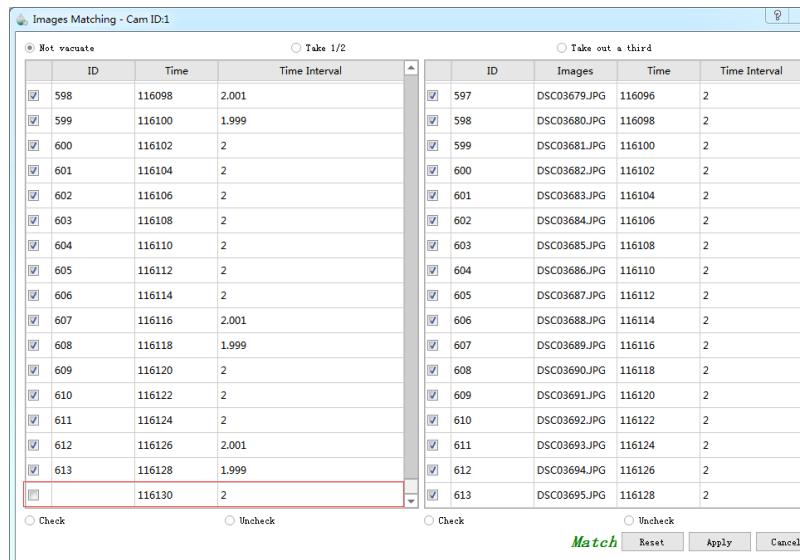 Images Matching - Cam ID:1
?
Not vacuate Take 1/2 Take out a third
ID Time Time Interval ID Images Time Time Interval
598 116098 2.001 597 DSC03679.JPG 116096 2
599 116100 1.999 598 DSC03680.JPG 116098 2
600 116102 2 599 DSC03681.JPG 116100 2
601 116104 2 600 DSC03682.JPG 116102 2
602 116106 2 601 DSC03683.JPG 116104 2
603 116108 2 602 DSC03684.JPG 116106 2
604 116110 2 603 DSC03685.JPG 116108 2
605 116112 2 604 DSC03686.JPG 116110 2
606 116114 2 605 DSC03687.JPG 116112 2
607 116116 2.001 606 DSC03688.JPG 116114 2
608 116118 1.999 607 DSC03689.JPG 116116 2
609 116120 2 608 DSC03690.JPG 116118 2
610 116122 2 609 DSC03691.JPG 116120 2
611 116124 2 610 DSC03692.JPG 116122 2
612 116126 2.001 611 DSC03693.JPG 116124 2
613 116128 1.999 612 DSC03694.JPG 116126 2
116130 2 613 DSC03695.JPG 116128 2
Check Uncheck Check Uncheck
Match Reset Apply Cancel